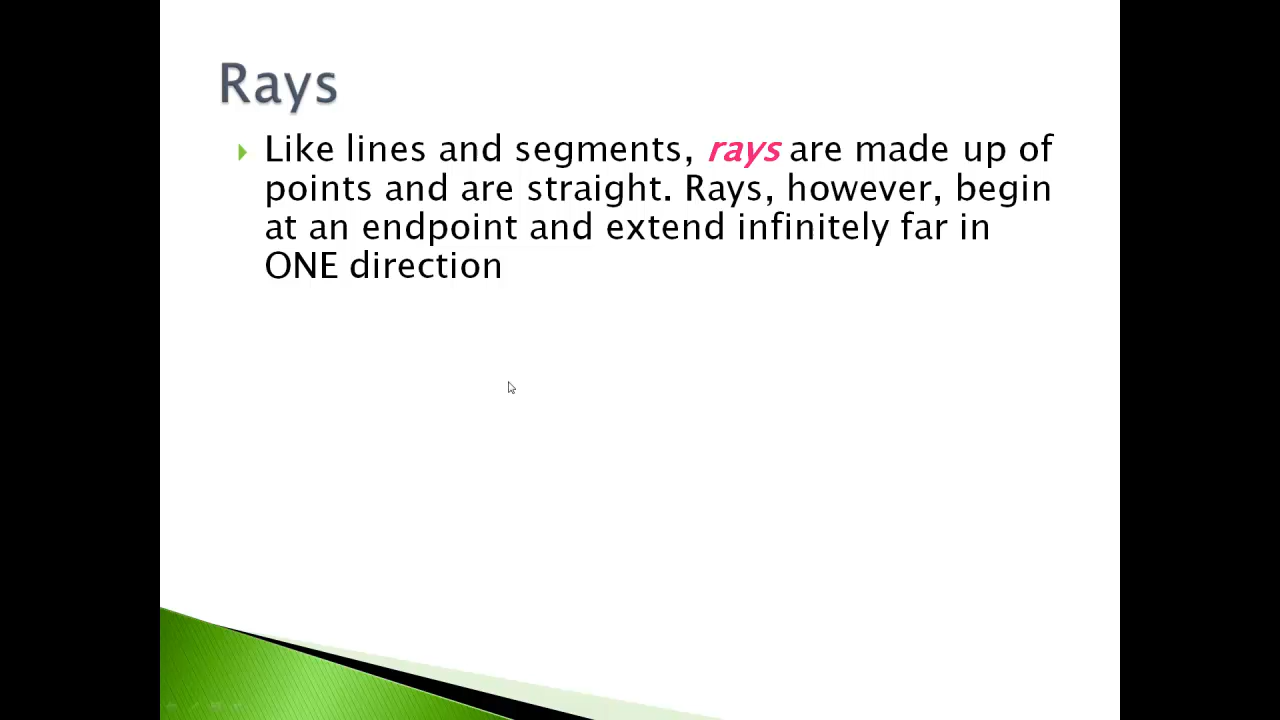 Rays
Like lines and segments, rays are made up of
points and are straight. Rays, however, begin
at an endpoint and extend infinitely far in
ONE direction